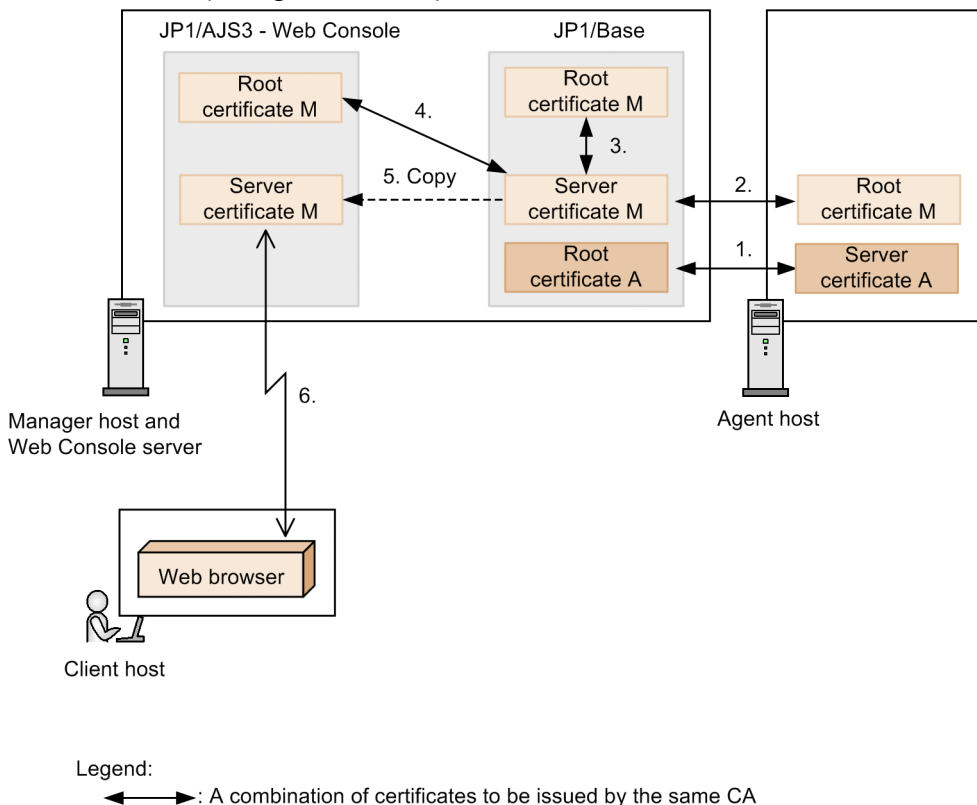 JP1/AJS3 - Web Console
JP1/Base
Root
certificate M
Root
certificate M
4.
3.
5. Copy
Server
certificate M
Server
certificate M
2.
Root
certificate M
Root
certificate A
1.
Server
certificate A
Manager host and
Web Console server
6.
Agent host
Web browser
Client host
Legend:
: A combination of certificates to be issued by the same CA